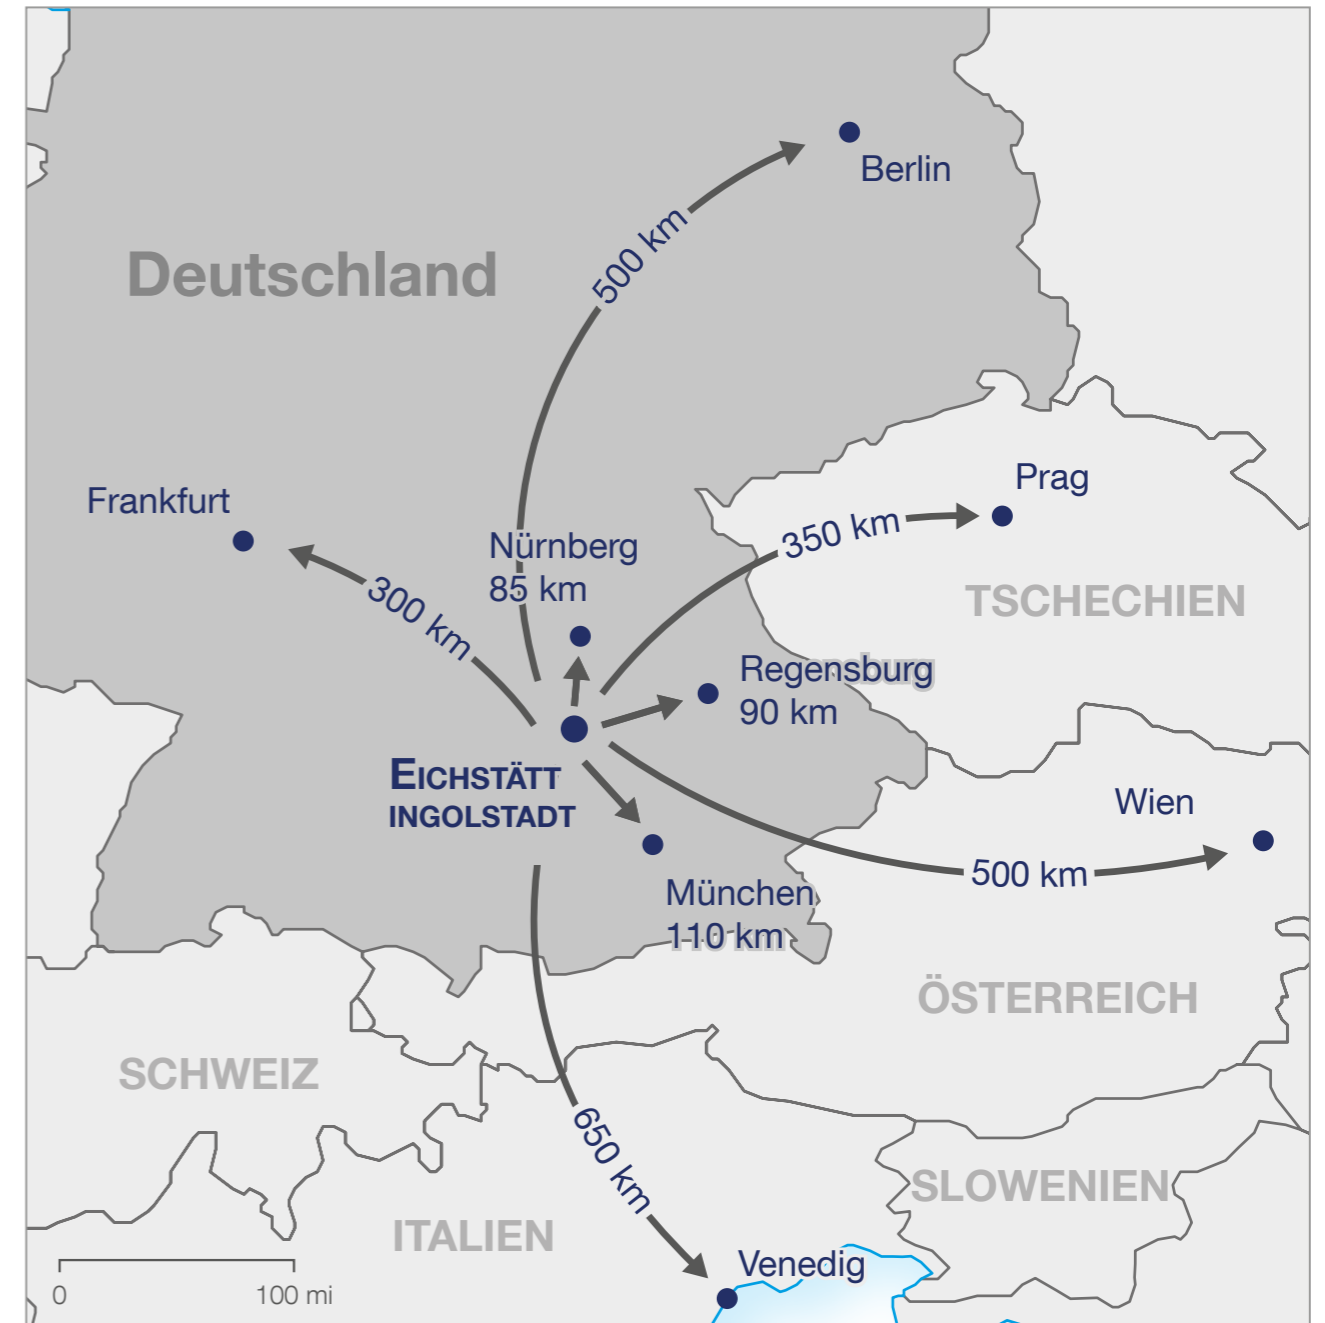 Berlin
500 km
Deutschland
Prag
Frankfurt
350 km
Nürnberg
85 km
300 km
TSCHECHIEN
Regensburg
90 km
EICHSTÄTT
INGOLSTADT
Wien
500 km
München
110 km
ÖSTERREICH
SCHWEIZ
650 km
SLOWENIEN
ITALIEN
Venedig
0 100 mi